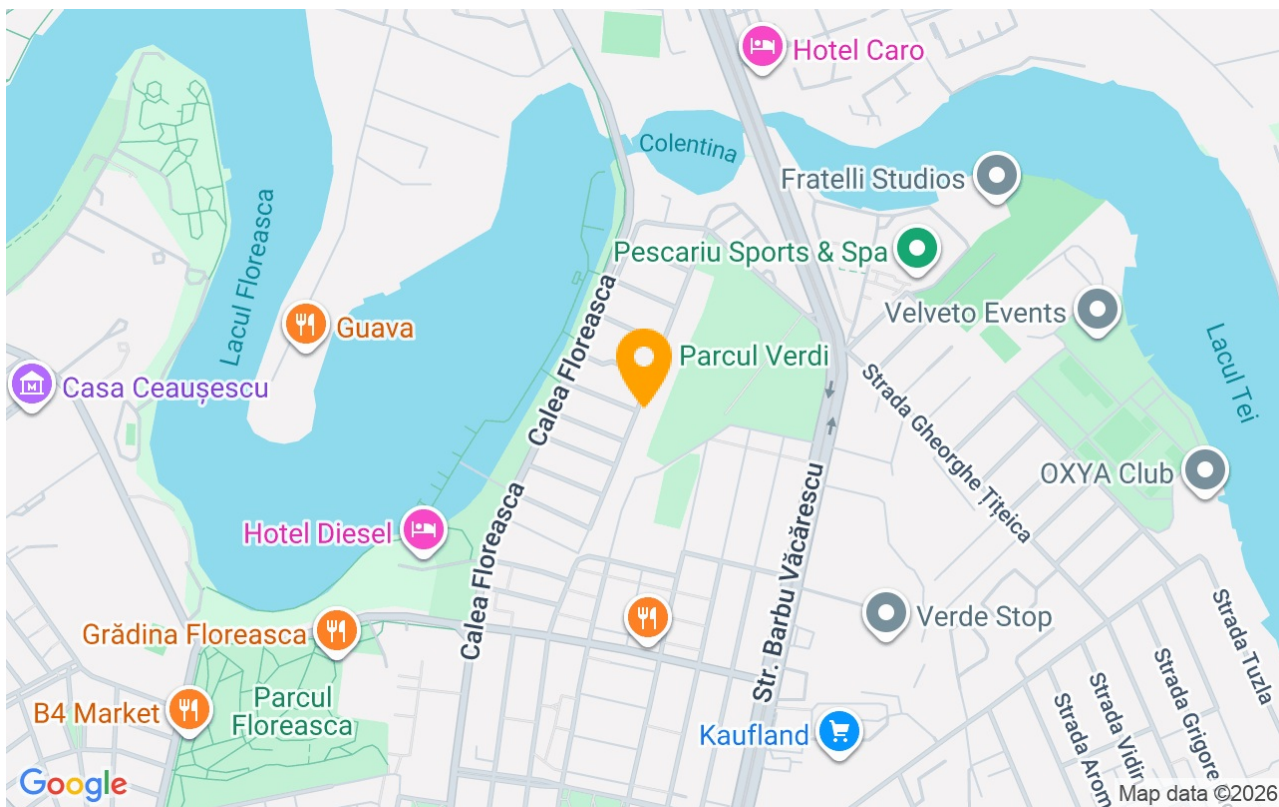 Hotel Caro
Colentina
Fratelli Studios
Pescariu Sports & Spa
Lacul Floreasca
Calea Floreasca
Velveto Events
Guava
Parcul Verdi
Lacul Tei
Casa Ceaușescu
Strada Gheorghe Țițeica
OXYA Club
Hotel Diesel
Calea Floreasca
Str. Barbu Văcărescu
Verde Stop
Grădina Floreasca
Strada Tuzla
Parcul
Floreasca
B4 Market
Kaufland
Strada Grigore
Strada Vidin
Strada Aron
Google
Map data ©2026